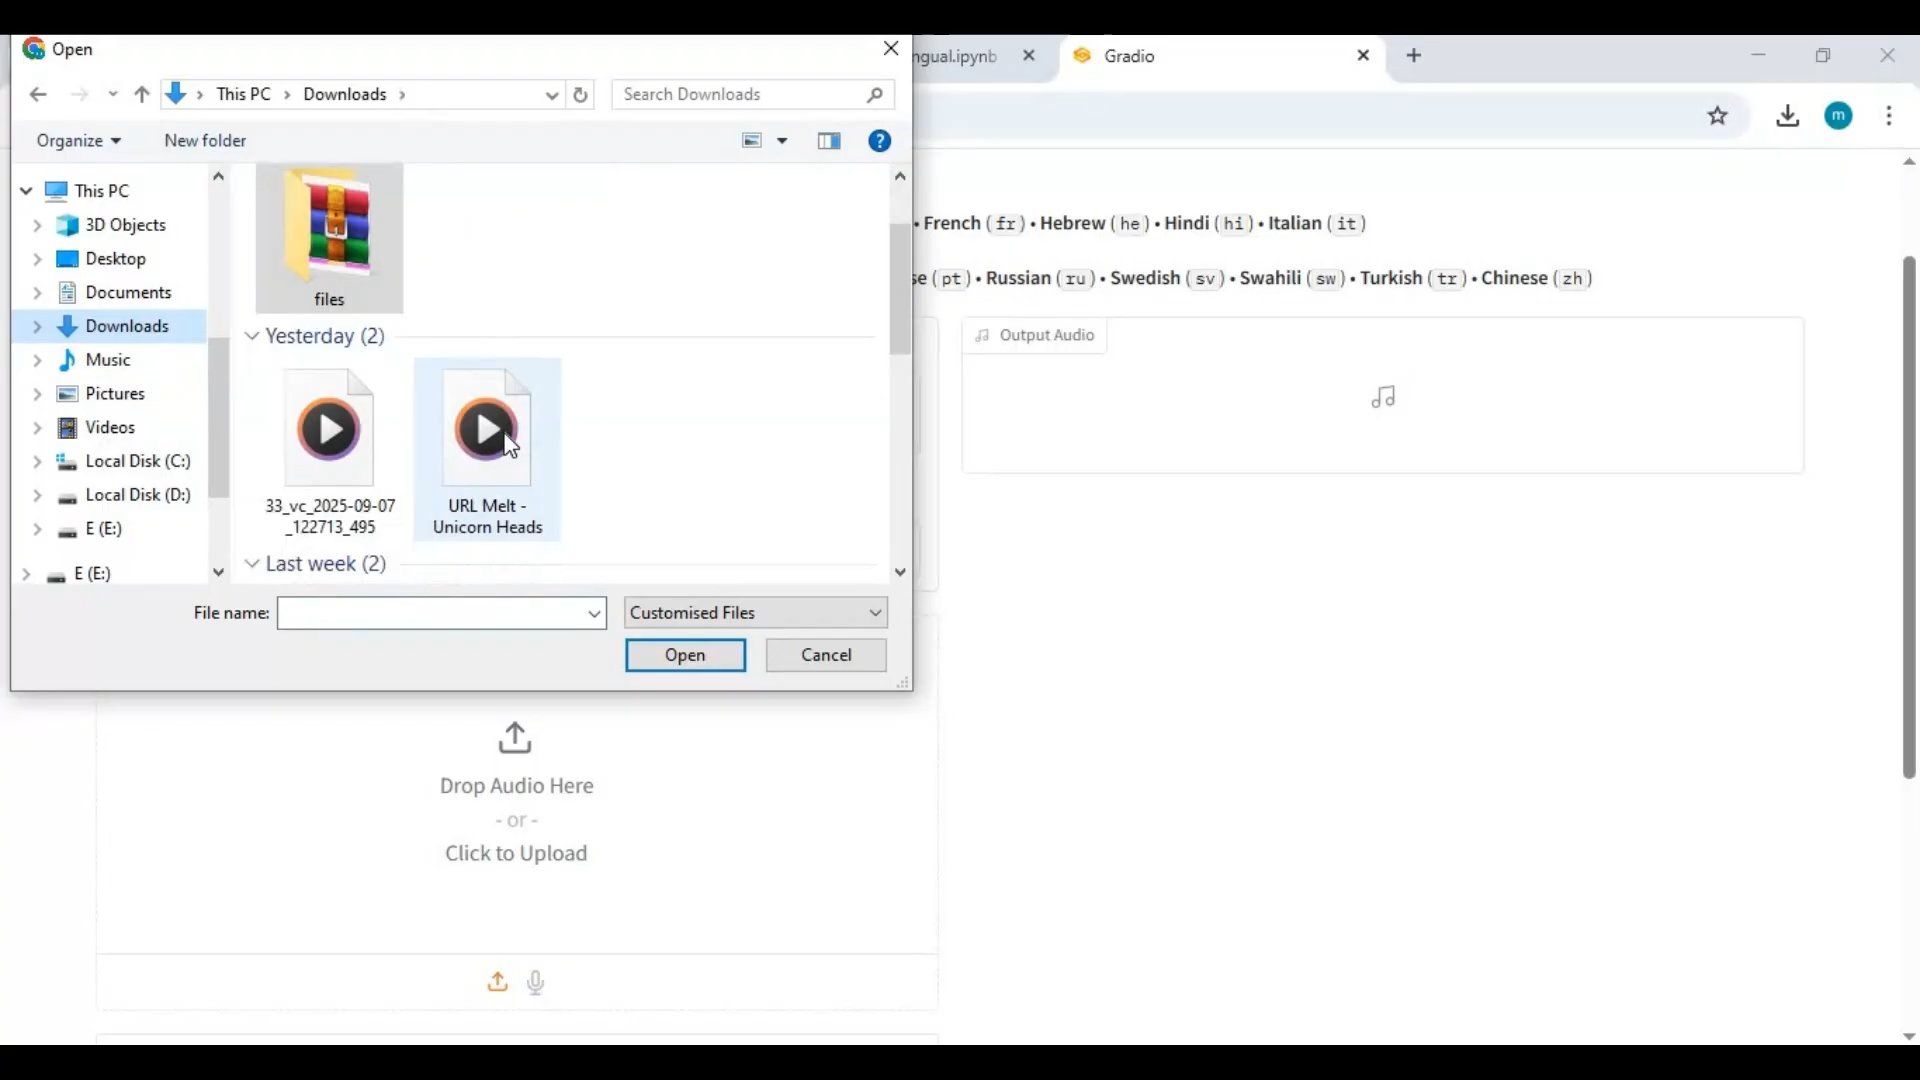 Open
ngual.ipynb
Gradio
This PC
Downloads
Search Downloads
m
Organize
New folder
This PC
3D Objects
Desktop
Documents
Downloads
Music
Pictures
Videos
Local Disk (C:)
Local Disk (D:)
E (E:)
E (E:)
files
Yesterday (2)
33_vc_2025-09-07
_122713_495
URL Melt -
Unicorn Heads
Last week (2)
File name:
Customised Files
Open
Cancel
• French (fr) • Hebrew (he) • Hindi (hi) • Italian (it)
se (pt) • Russian (ru) • Swedish (sv) • Swahili (sw) • Turkish (tr) • Chinese (zh)
Output Audio
Drop Audio Here
- or -
Click to Upload